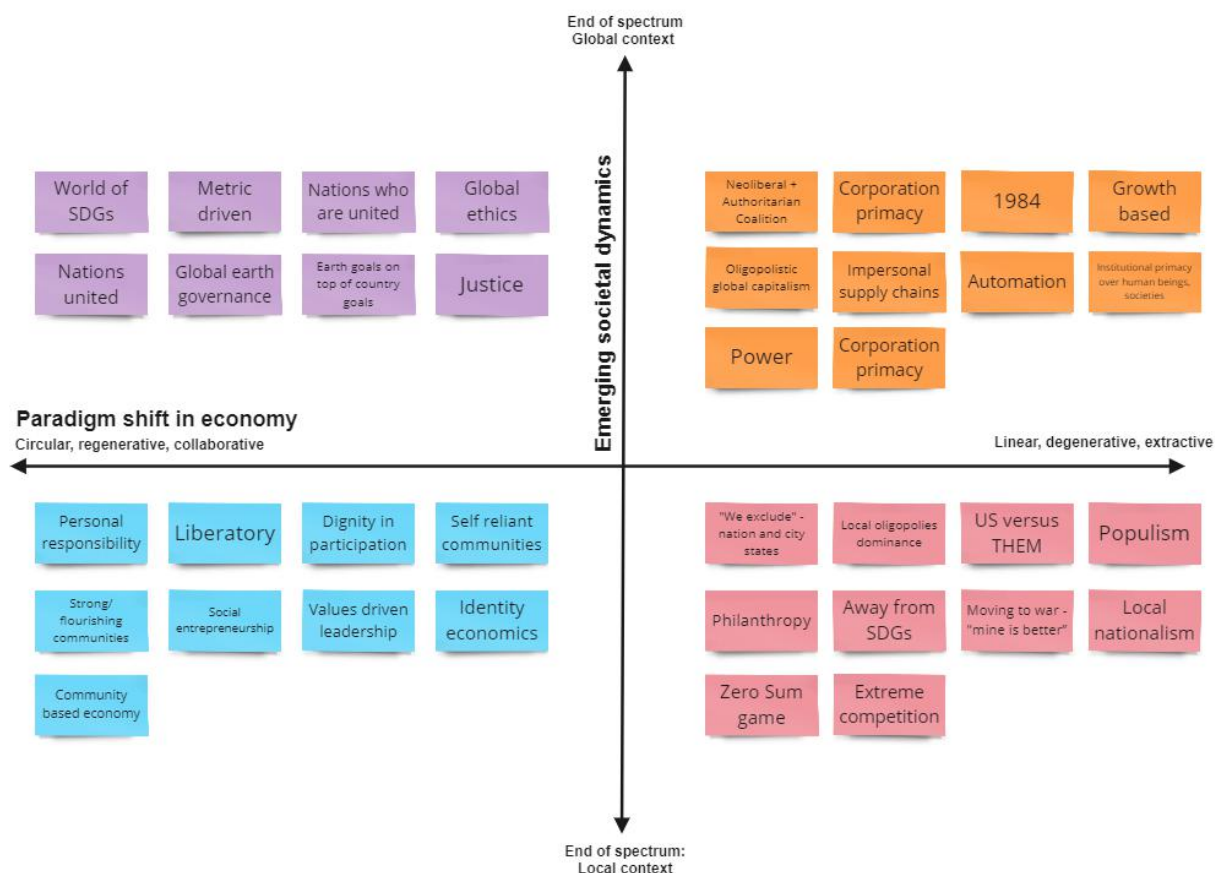 End of spectrum
Global context
Emerging societal dynamics
World of
SDGs
Metric
driven
Nations who
are united
Global
ethics
Nations
united
Global earth
governance
Earth goals on
top of country
goals
Justice
Neoliberal +
Authoritarian
Coalition
Corporation
primacy
1984
Growth
based
Oligopolistic
global capitalism
Impersonal
supply chains
Automation
Institutional primacy
over human beings,
societies
Power
Corporation
primacy
Paradigm shift in economy
Circular, regenerative, collaborative
Linear, degenerative, extractive
Personal
responsibility
Liberatory
Dignity in
participation
Self reliant
communities
Strong/
flourishing
communities
Social
entrepreneurship
Values driven
leadership
Identity
economics
Community
based economy
"We exclude" -
nation and city
states
Local oligopolies
dominance
US versus
THEM
Populism
Philanthropy
Away from
SDGs
Moving to war -
"mine is better"
Local
nationalism
Zero Sum
game
Extreme
competition
End of spectrum:
Local context